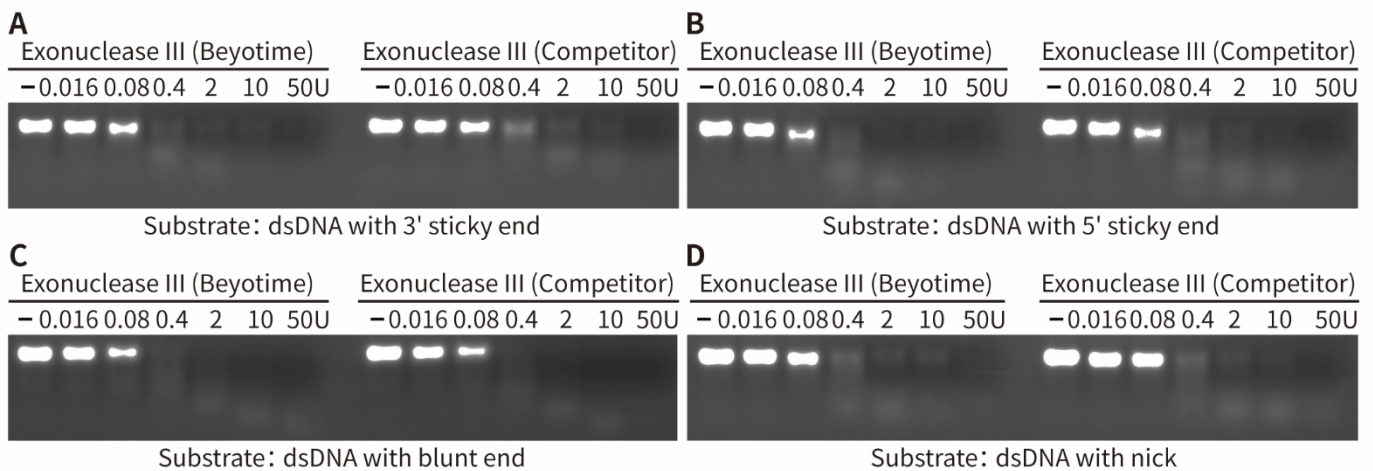 A
Exonuclease III (Beyotime) Exonuclease III (Competitor)
− 0.016 0.08 0.4 2 10 50U − 0.016 0.08 0.4 2 10 50U
Substrate: dsDNA with 3' sticky end
B
Exonuclease III (Beyotime) Exonuclease III (Competitor)
− 0.016 0.08 0.4 2 10 50U − 0.016 0.08 0.4 2 10 50U
Substrate: dsDNA with 5' sticky end
C
Exonuclease III (Beyotime) Exonuclease III (Competitor)
− 0.016 0.08 0.4 2 10 50U − 0.016 0.08 0.4 2 10 50U
Substrate: dsDNA with blunt end
D
Exonuclease III (Beyotime) Exonuclease III (Competitor)
− 0.016 0.08 0.4 2 10 50U − 0.016 0.08 0.4 2 10 50U
Substrate: dsDNA with nick